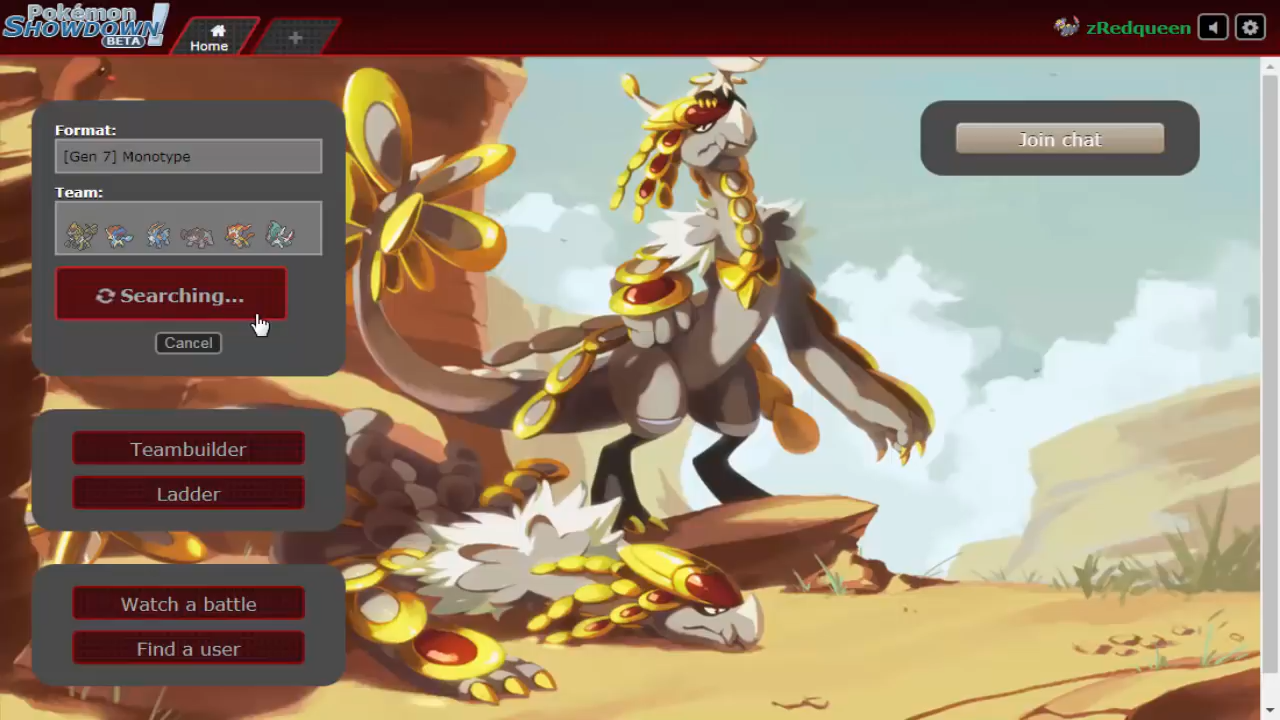 Pokémon
SHOWDOWN!
BETA
Home
zRedqueen
Format:
[Gen 7] Monotype
Team:
Searching...
Cancel
Teambuilder
Ladder
Watch a battle
Find a user
Join chat